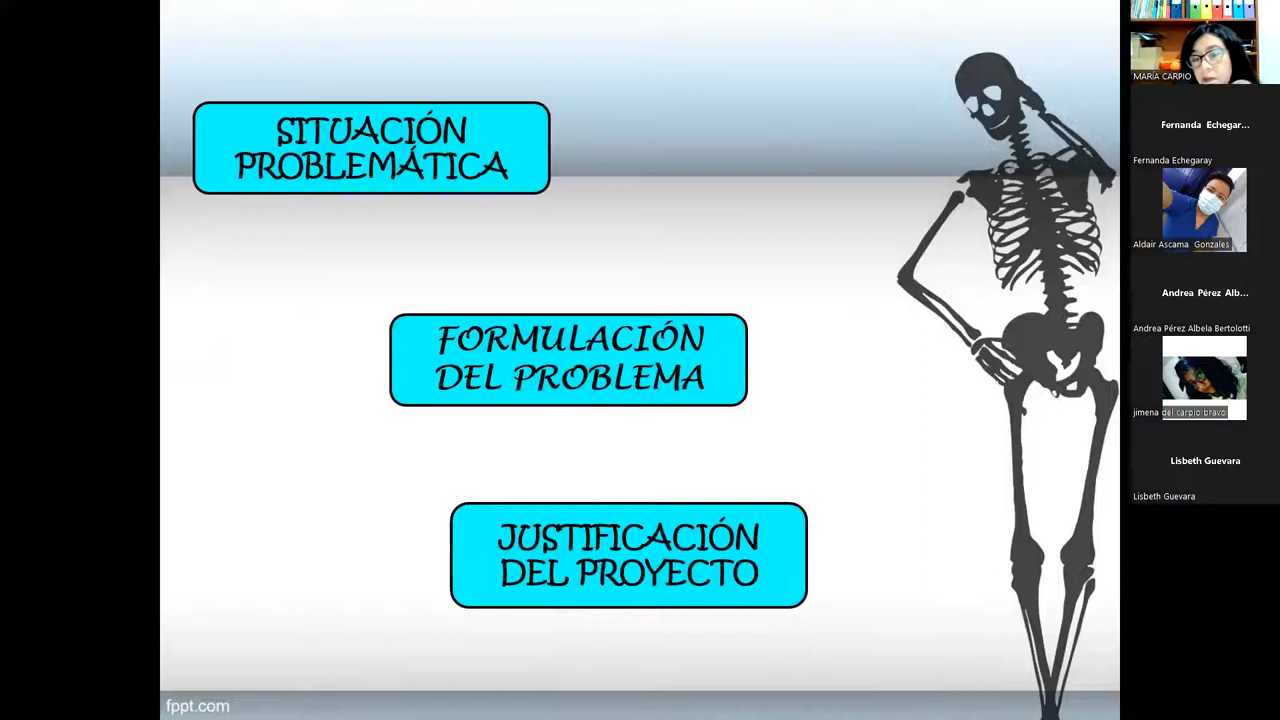 SITUACIÓN
PROBLEMÁTICA
FORMULACIÓN
DEL PROBLEMA
JUSTIFICACIÓN
DEL PROYECTO
fppt.com
MARÍA CARPIO
Fernanda Echegar...
Fernanda Echegaray
Aldair Ascama Gonzales
Andrea Pérez Alb...
Andrea Pérez Albela Bertolotti
jimena del carpio bravo
Lisbeth Guevara
Lisbeth Guevara